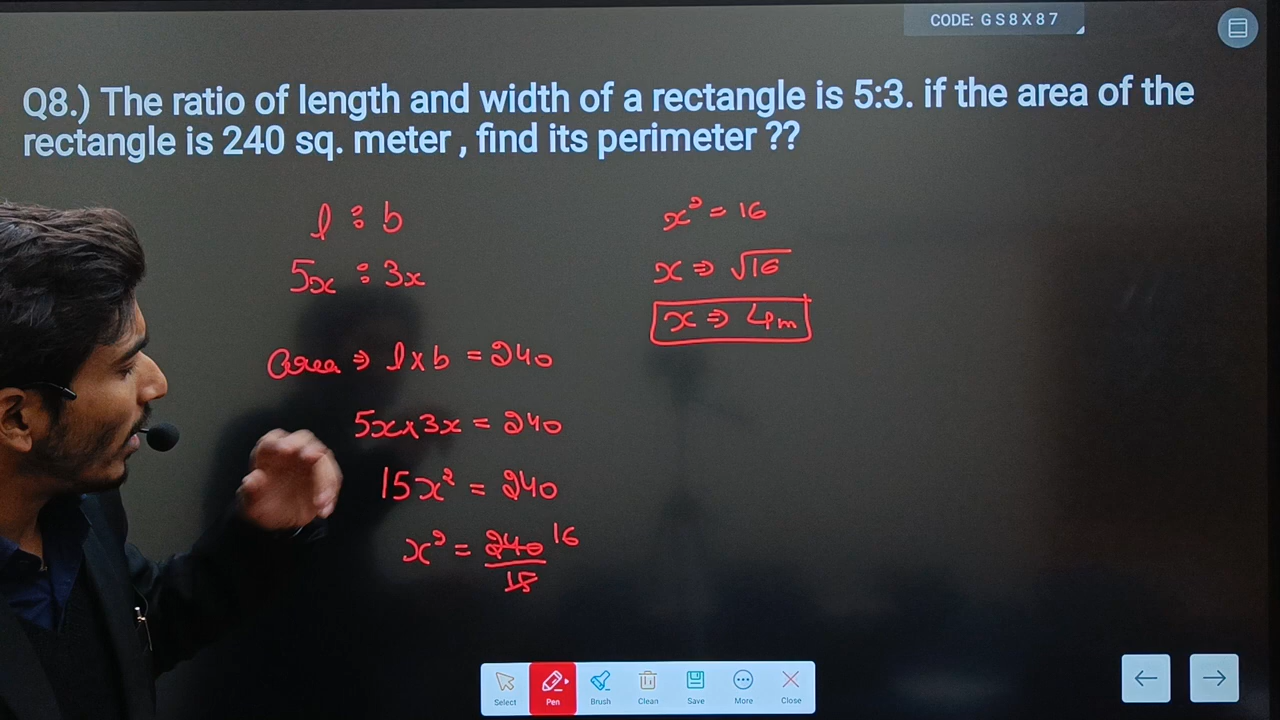 CODE: G S 8 X 8 7
Q8.) The ratio of length and width of a rectangle is 5:3. if the area of the
rectangle is 240 sq. meter , find its perimeter ??
l : b
5x : 3x
area ⇒ l × b = 240
5x × 3x = 240
15x² = 240
x² = 240/15 16
x² = 16
x ⇒ √16
x ⇒ 4m
Select Pen Brush Clean Save More Close